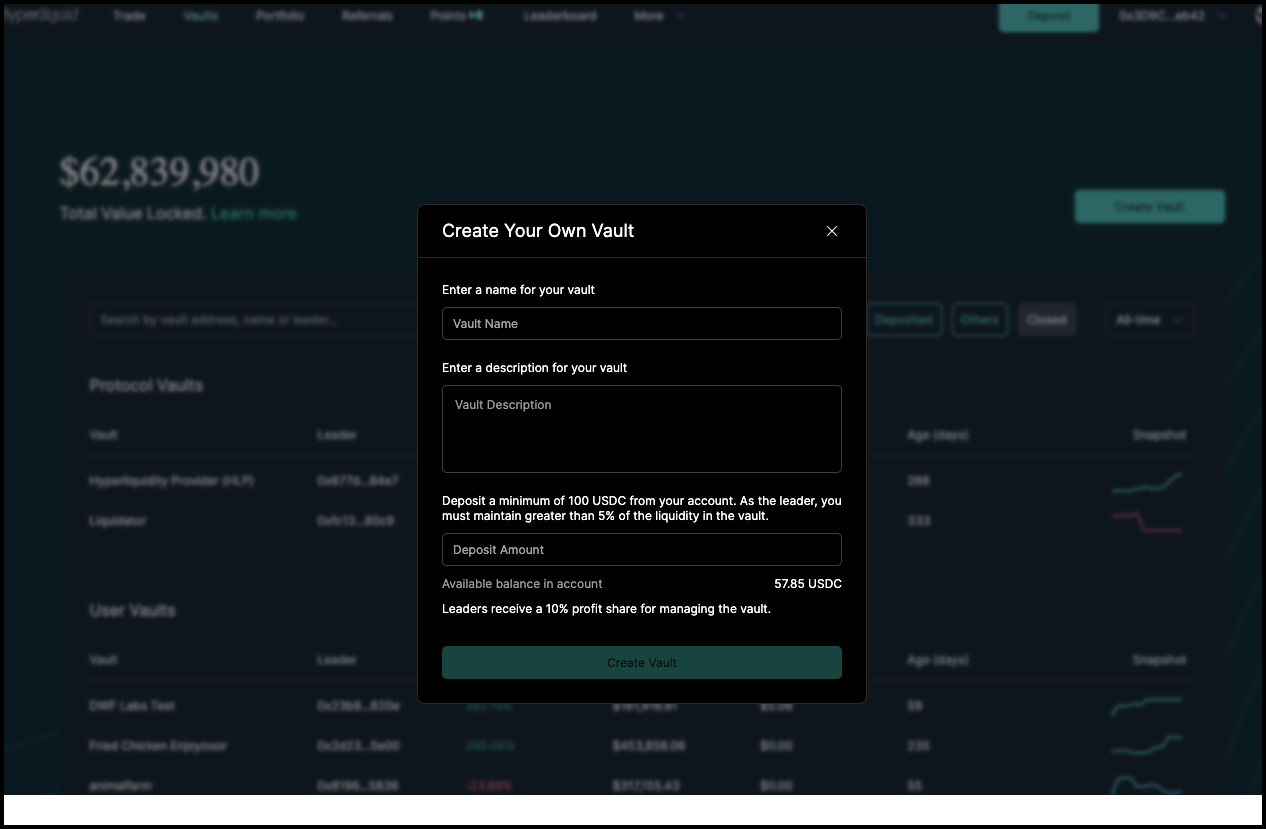 Hyperliquid Trade Vaults Portfolio Referrals Points Leaderboard More Deposit 0x3D9C...eb42
$62,839,980
Total Value Locked. Learn more
Create Vault
Create Your Own Vault
Enter a name for your vault
Vault Name
Search by vault address, name or leader...
Deposited Others Closed All-time
Enter a description for your vault
Protocol Vaults
Vault Description
Vault Leader Age (days) Snapshot
Hyperliquidity Provider (HLP) 0x677d...84e7 268
Deposit a minimum of 100 USDC from your account. As the leader, you
must maintain greater than 5% of the liquidity in the vault.
Liquidator 0xfc13...80c9 333
Deposit Amount
Available balance in account 57.85 USDC
Leaders receive a 10% profit share for managing the vault.
User Vaults
Create Vault
Vault Leader Age (days) Snapshot
DWF Labs Test 0x23b8...820e 59
Fried Chicken Enjoyooor 0x2d23...5e00 $453,858.06 $0.00 235
animalfarm 0x8196...5836 -23.88% $317,155.43 $0.00 55